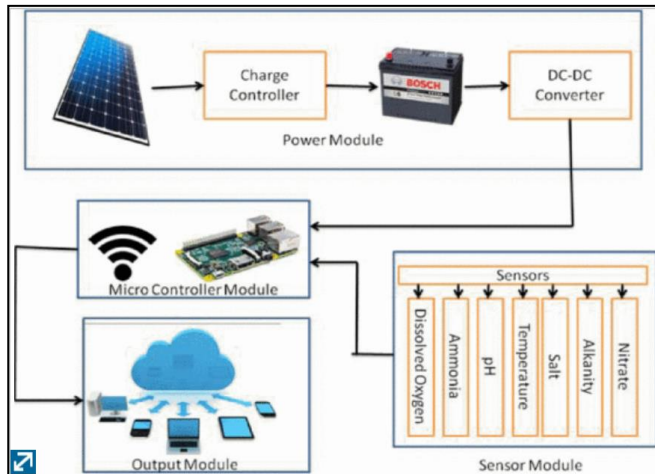 Charge
Controller
BOSCH
DC-DC
Converter
Power Module
Micro Controller Module
Sensors
Dissolved Oxygen
Ammonia
pH
Temperature
Salt
Alkanity
Nitrate
Output Module
Sensor Module